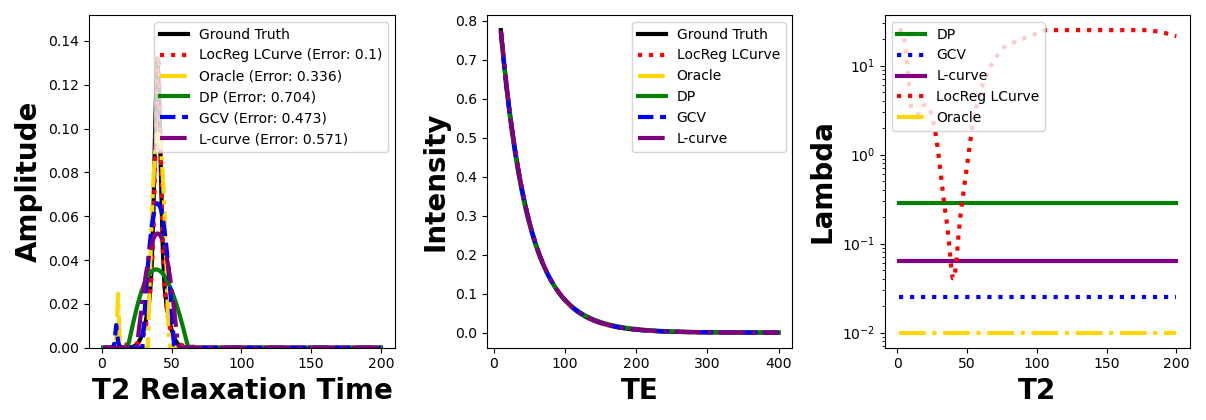 Amplitude
0.14
0.12
0.10
0.08
0.06
0.04
0.02
0.00
0
50
100
150
200
T2 Relaxation Time
Ground Truth
LocReg LCurve (Error: 0.1)
Oracle (Error: 0.336)
DP (Error: 0.704)
GCV (Error: 0.473)
L-curve (Error: 0.571)
Intensity
0.8
0.7
0.6
0.5
0.4
0.3
0.2
0.1
0.0
0
100
200
300
400
TE
Ground Truth
LocReg LCurve
Oracle
DP
GCV
L-curve
Lambda
10¹
10⁰
10⁻¹
10⁻²
0
50
100
150
200
T2
DP
GCV
L-curve
LocReg LCurve
Oracle